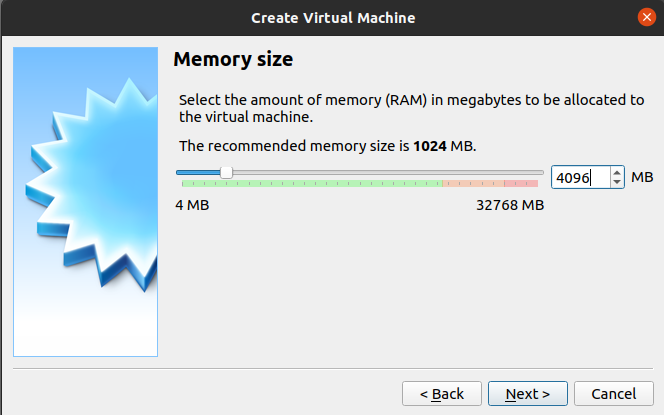 Create Virtual Machine
Memory size
Select the amount of memory (RAM) in megabytes to be allocated to
the virtual machine.
The recommended memory size is 1024 MB.
4096 MB
4 MB 32768 MB
< Back Next > Cancel